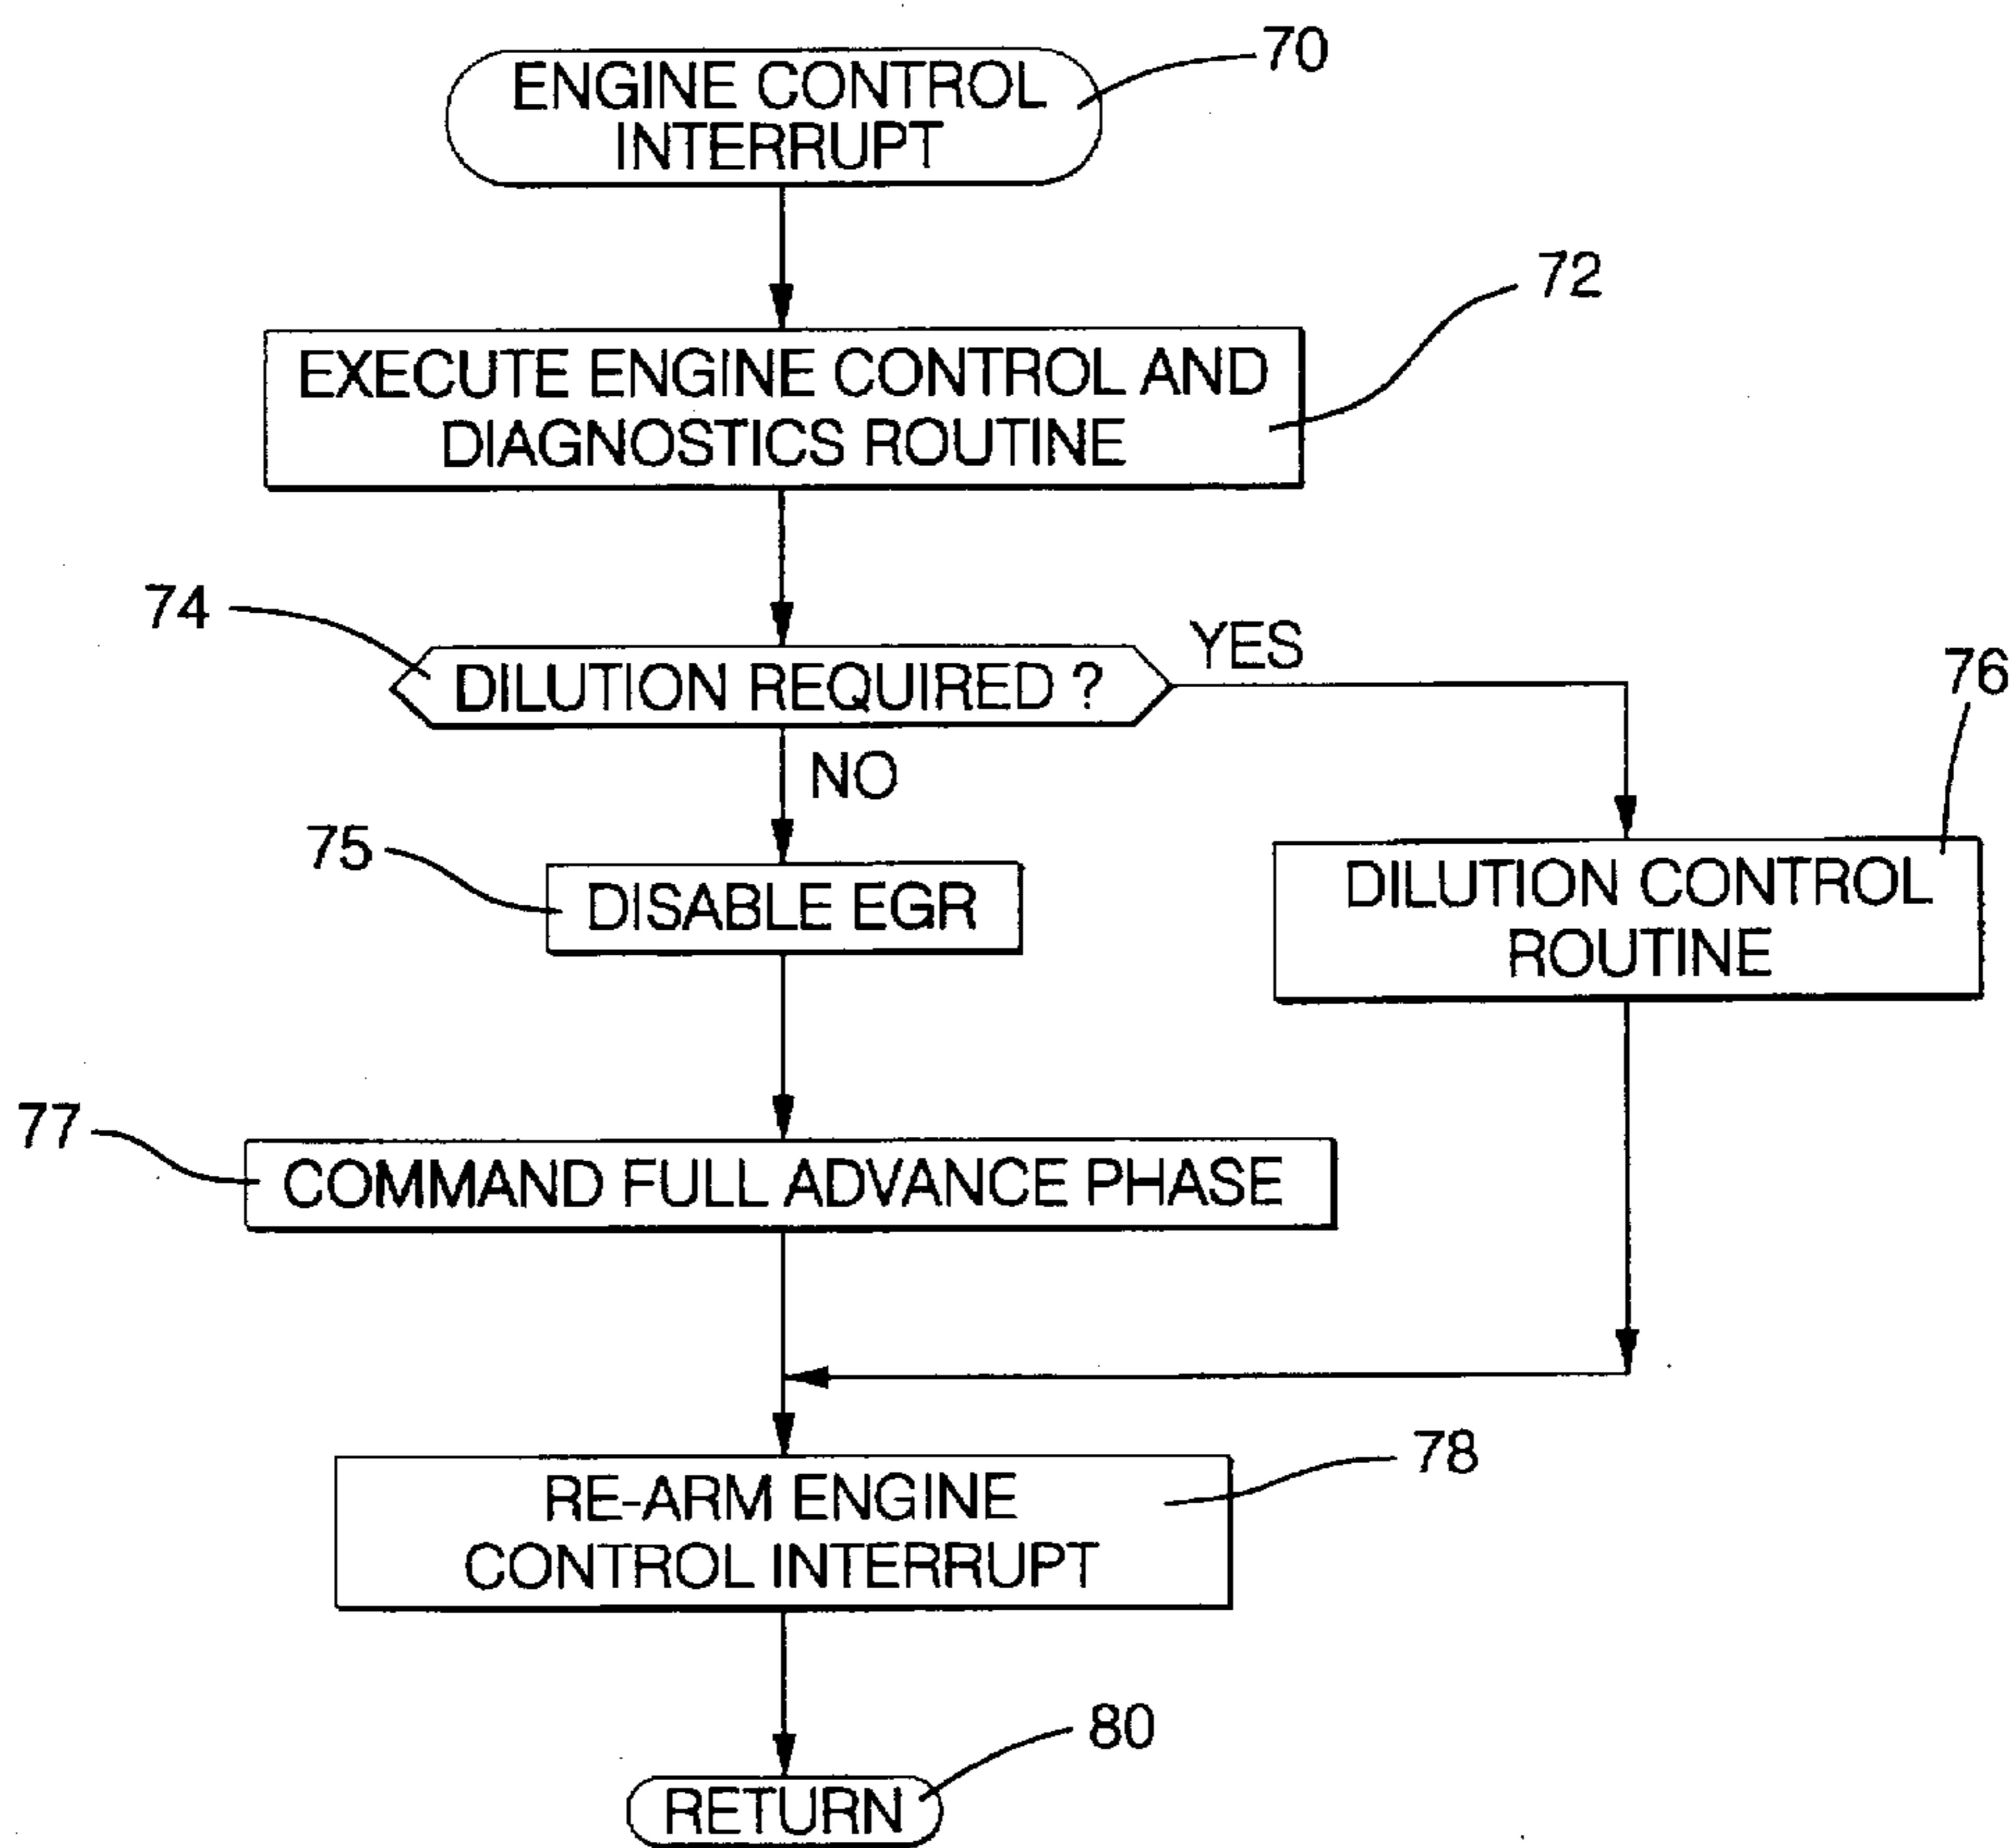 ENGINE CONTROL
INTERRUPT
70
EXECUTE ENGINE CONTROL AND
DIAGNOSTICS ROUTINE
72
74
DILUTION REQUIRED ?
YES
NO
76
75
DISABLE EGR
DILUTION CONTROL
ROUTINE
77
COMMAND FULL ADVANCE PHASE
RE-ARM ENGINE
CONTROL INTERRUPT
78
80
RETURN